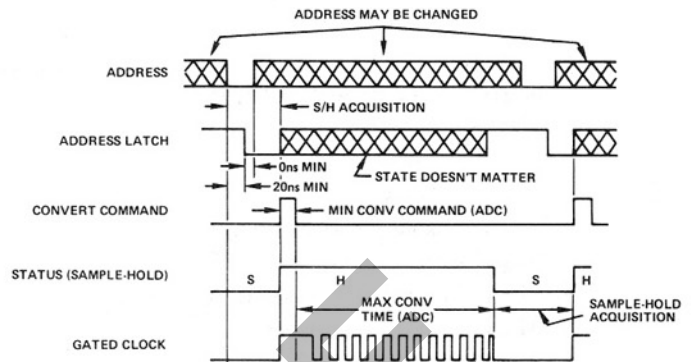 ADDRESS MAY BE CHANGED
ADDRESS
S/H ACQUISITION
ADDRESS LATCH
0ns MIN
STATE DOESN'T MATTER
20ns MIN
CONVERT COMMAND
MIN CONV COMMAND (ADC)
STATUS (SAMPLE-HOLD)
S
H
S
H
MAX CONV
TIME (ADC)
SAMPLE-HOLD
ACQUISITION
GATED CLOCK